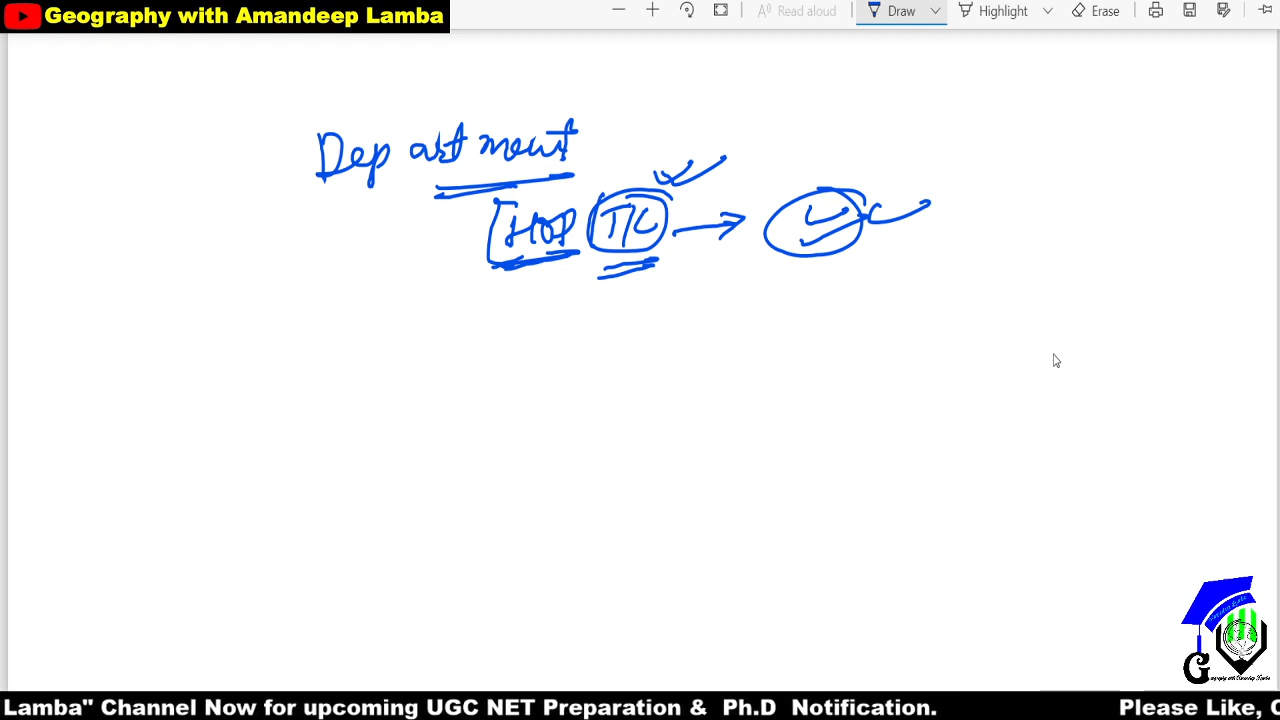 Geography with Amandeep Lamba
Read aloud Draw Highlight Erase
Department
HOD T/C
Lamba" Channel Now for upcoming UGC NET Preparation & Ph.D Notification. Please Like, C